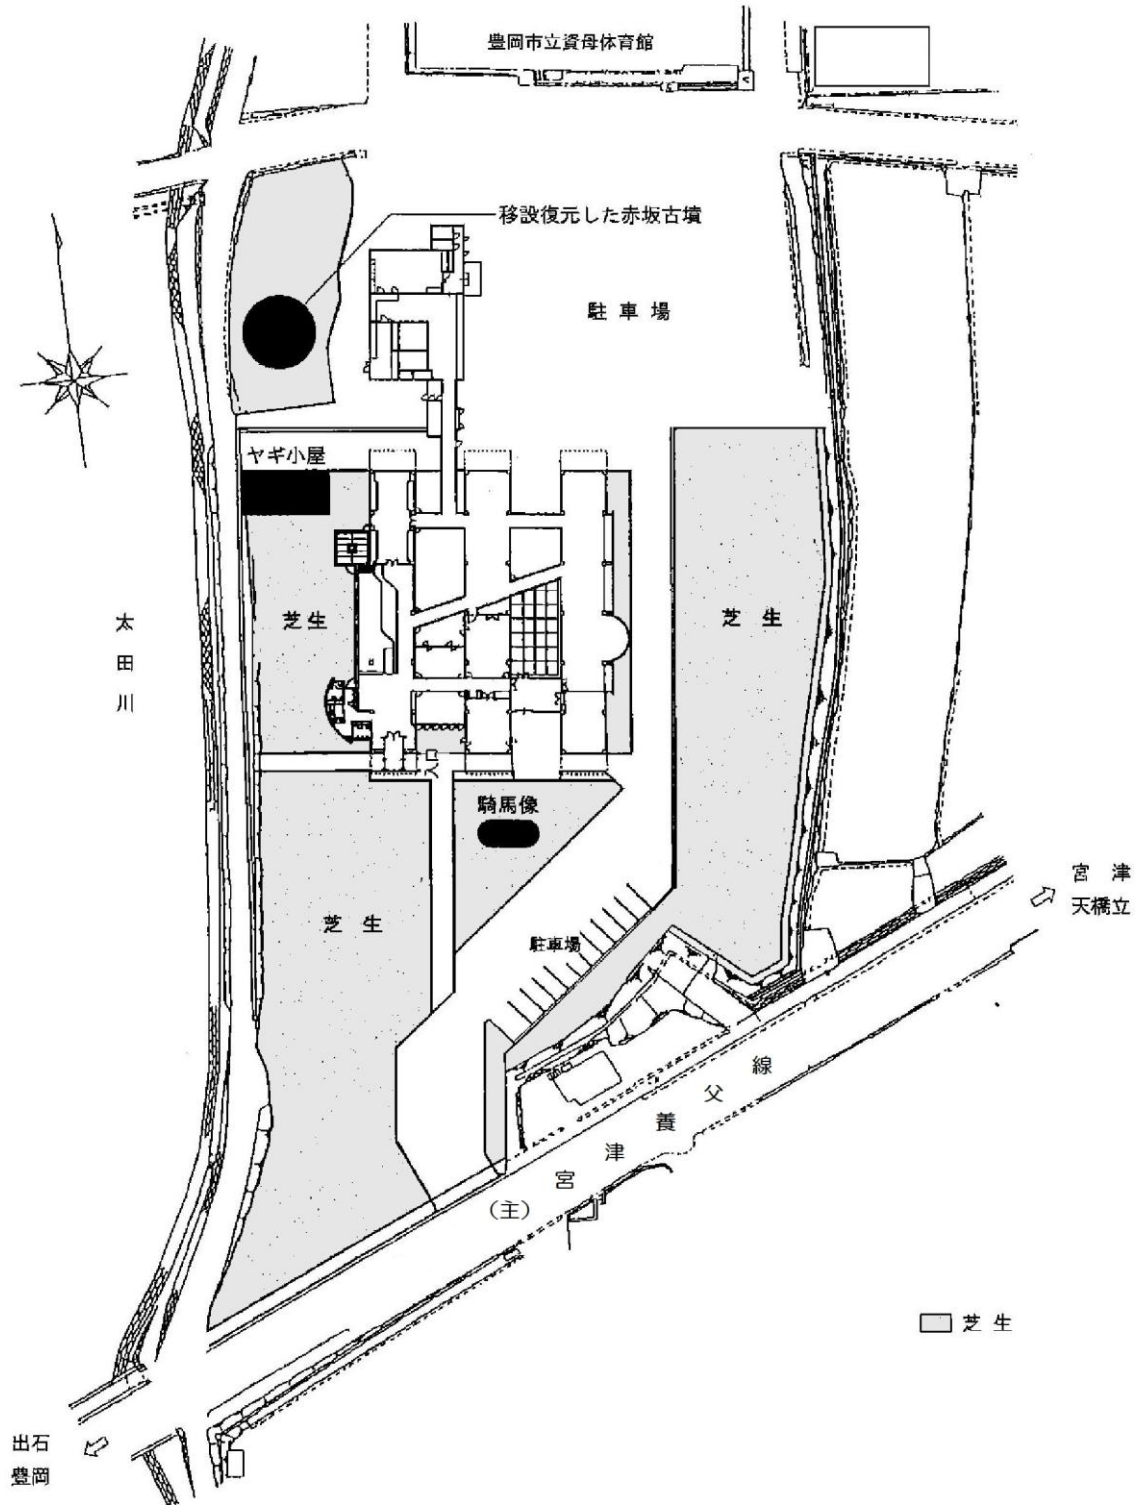 豊岡市立資母体育館
移設復元した赤坂古墳
駐車場
ヤギ小屋
芝生
芝生
太田川
騎馬像
芝生
駐車場
宮津
天橋立
(主)宮津養父線
芝生
出石
豊岡